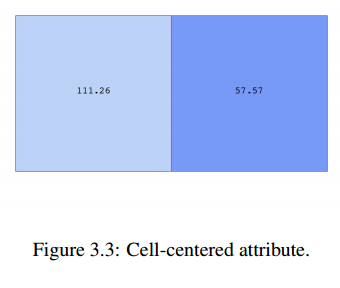 111.26 57.57
Figure 3.3: Cell-centered attribute.